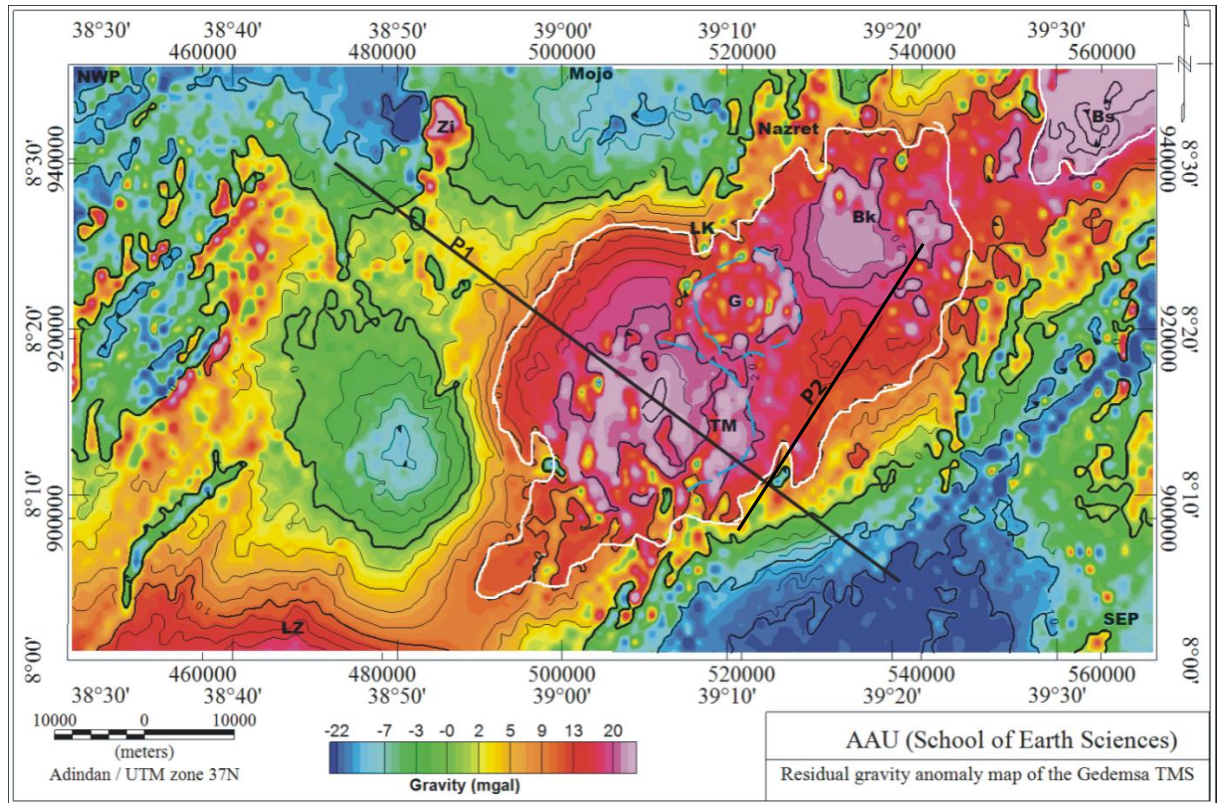 38°30' 38°40' 38°50' 39°00' 39°10' 39°20' 39°30'
460000 480000 500000 520000 540000 560000
N
NWP
Mojo
Bs
Zi
Nazret
8°30'
940000
940000
8°30'
Bk
LK
P1
G
8°20'
920000
920000
8°20'
P2
TM
8°10'
900000
900000
8°10'
LZ
SEP
8°00'
8°00'
460000 480000 500000 520000 540000 560000
38°30' 38°40' 38°50' 39°00' 39°10' 39°20' 39°30'
10000 0 10000
(meters)
Adindan / UTM zone 37N
-22 -7 -3 -0 2 5 9 13 20
Gravity (mgal)
AAU (School of Earth Sciences)
Residual gravity anomaly map of the Gedemsa TMS